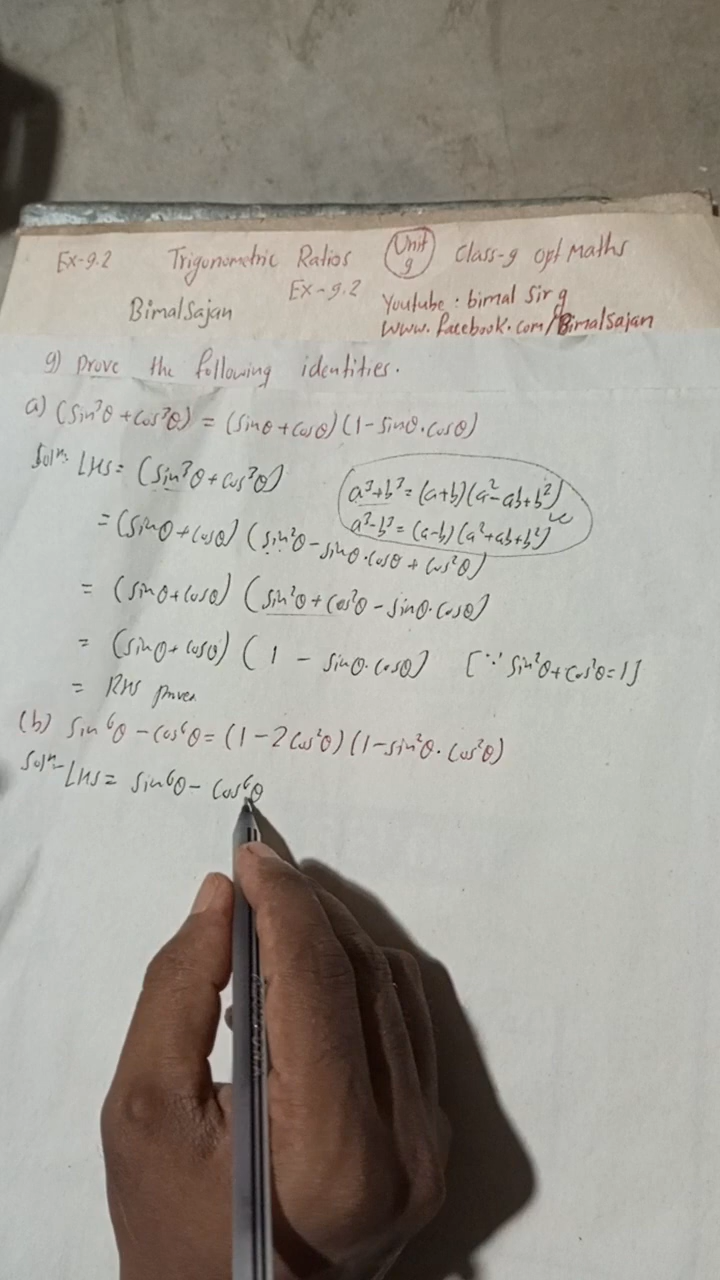 Ex-9.2 Trigonometric Ratios Unit 9 Class-9 opt Maths
Ex-9.2
BimalSajan Youtube : bimal Sir g
www.facebook.com/Bimalsajan
9) Prove the following identities.
a) (Sin³θ + Cos³θ) = (sinθ + cosθ) (1 - sinθ.cosθ)
Solⁿ: LHS = (Sin³θ + Cos³θ)
a³+b³ = (a+b) (a²-ab+b²)
a³-b³ = (a-b) (a²+ab+b²)
= (sinθ + cosθ) (sin²θ - sinθ.cosθ + cos²θ)
= (sinθ + cosθ) (sin²θ + cos²θ - sinθ.cosθ)
= (sinθ + cosθ) (1 - sinθ.cosθ) [∵ sin²θ + cos²θ = 1]
= RHS proven
(b) Sin⁶θ - Cos⁶θ = (1 - 2Cos²θ) (1 - sin²θ.cos²θ)
Solⁿ- LHS = Sin⁶θ - Cos⁶θ